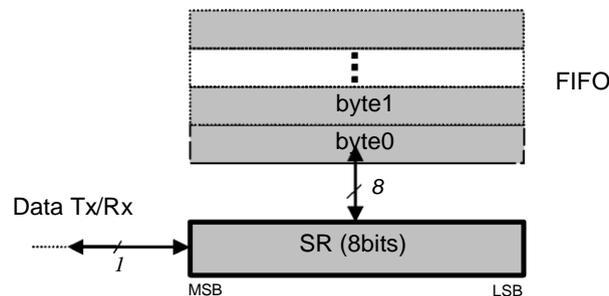 FIFO
byte1
byte0
8
Data Tx/Rx
SR (8bits)
1
MSB
LSB